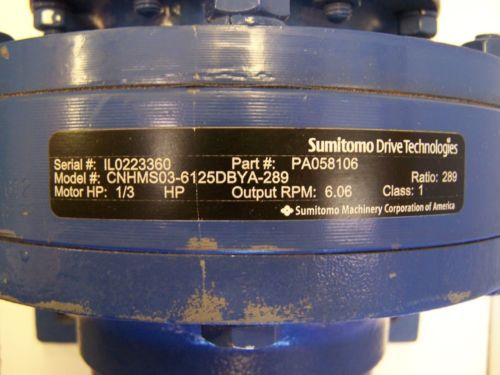 Sumitomo Drive Technologies
Serial #: IL0223360 Part #: PA058106
Model #: CNHMS03-6125DBYA-289 Ratio: 289
Motor HP: 1/3 HP Output RPM: 6.06 Class: 1
Sumitomo Machinery Corporation of America